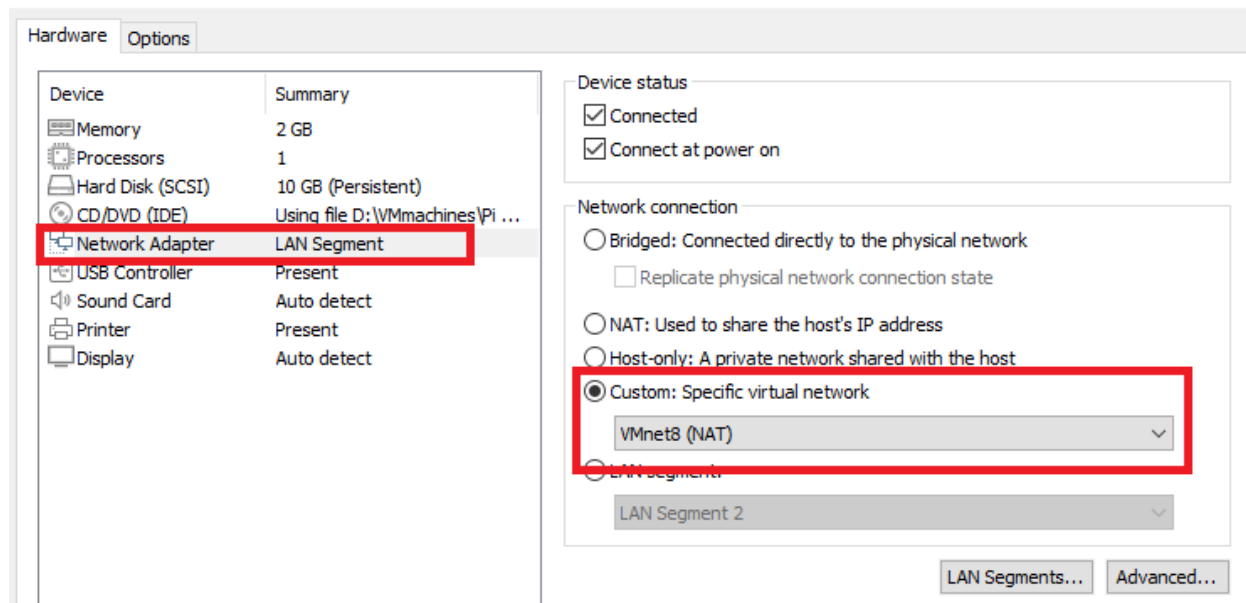 Hardware
Options
Device Summary
Memory 2 GB
Processors 1
Hard Disk (SCSI) 10 GB (Persistent)
CD/DVD (IDE) Using file D:\VMmachines\Pi ...
Network Adapter LAN Segment
USB Controller Present
Sound Card Auto detect
Printer Present
Display Auto detect
Device status
Connected
Connect at power on
Network connection
Bridged: Connected directly to the physical network
Replicate physical network connection state
NAT: Used to share the host's IP address
Host-only: A private network shared with the host
Custom: Specific virtual network
VMnet8 (NAT)
LAN segment:
LAN Segment 2
LAN Segments...
Advanced...